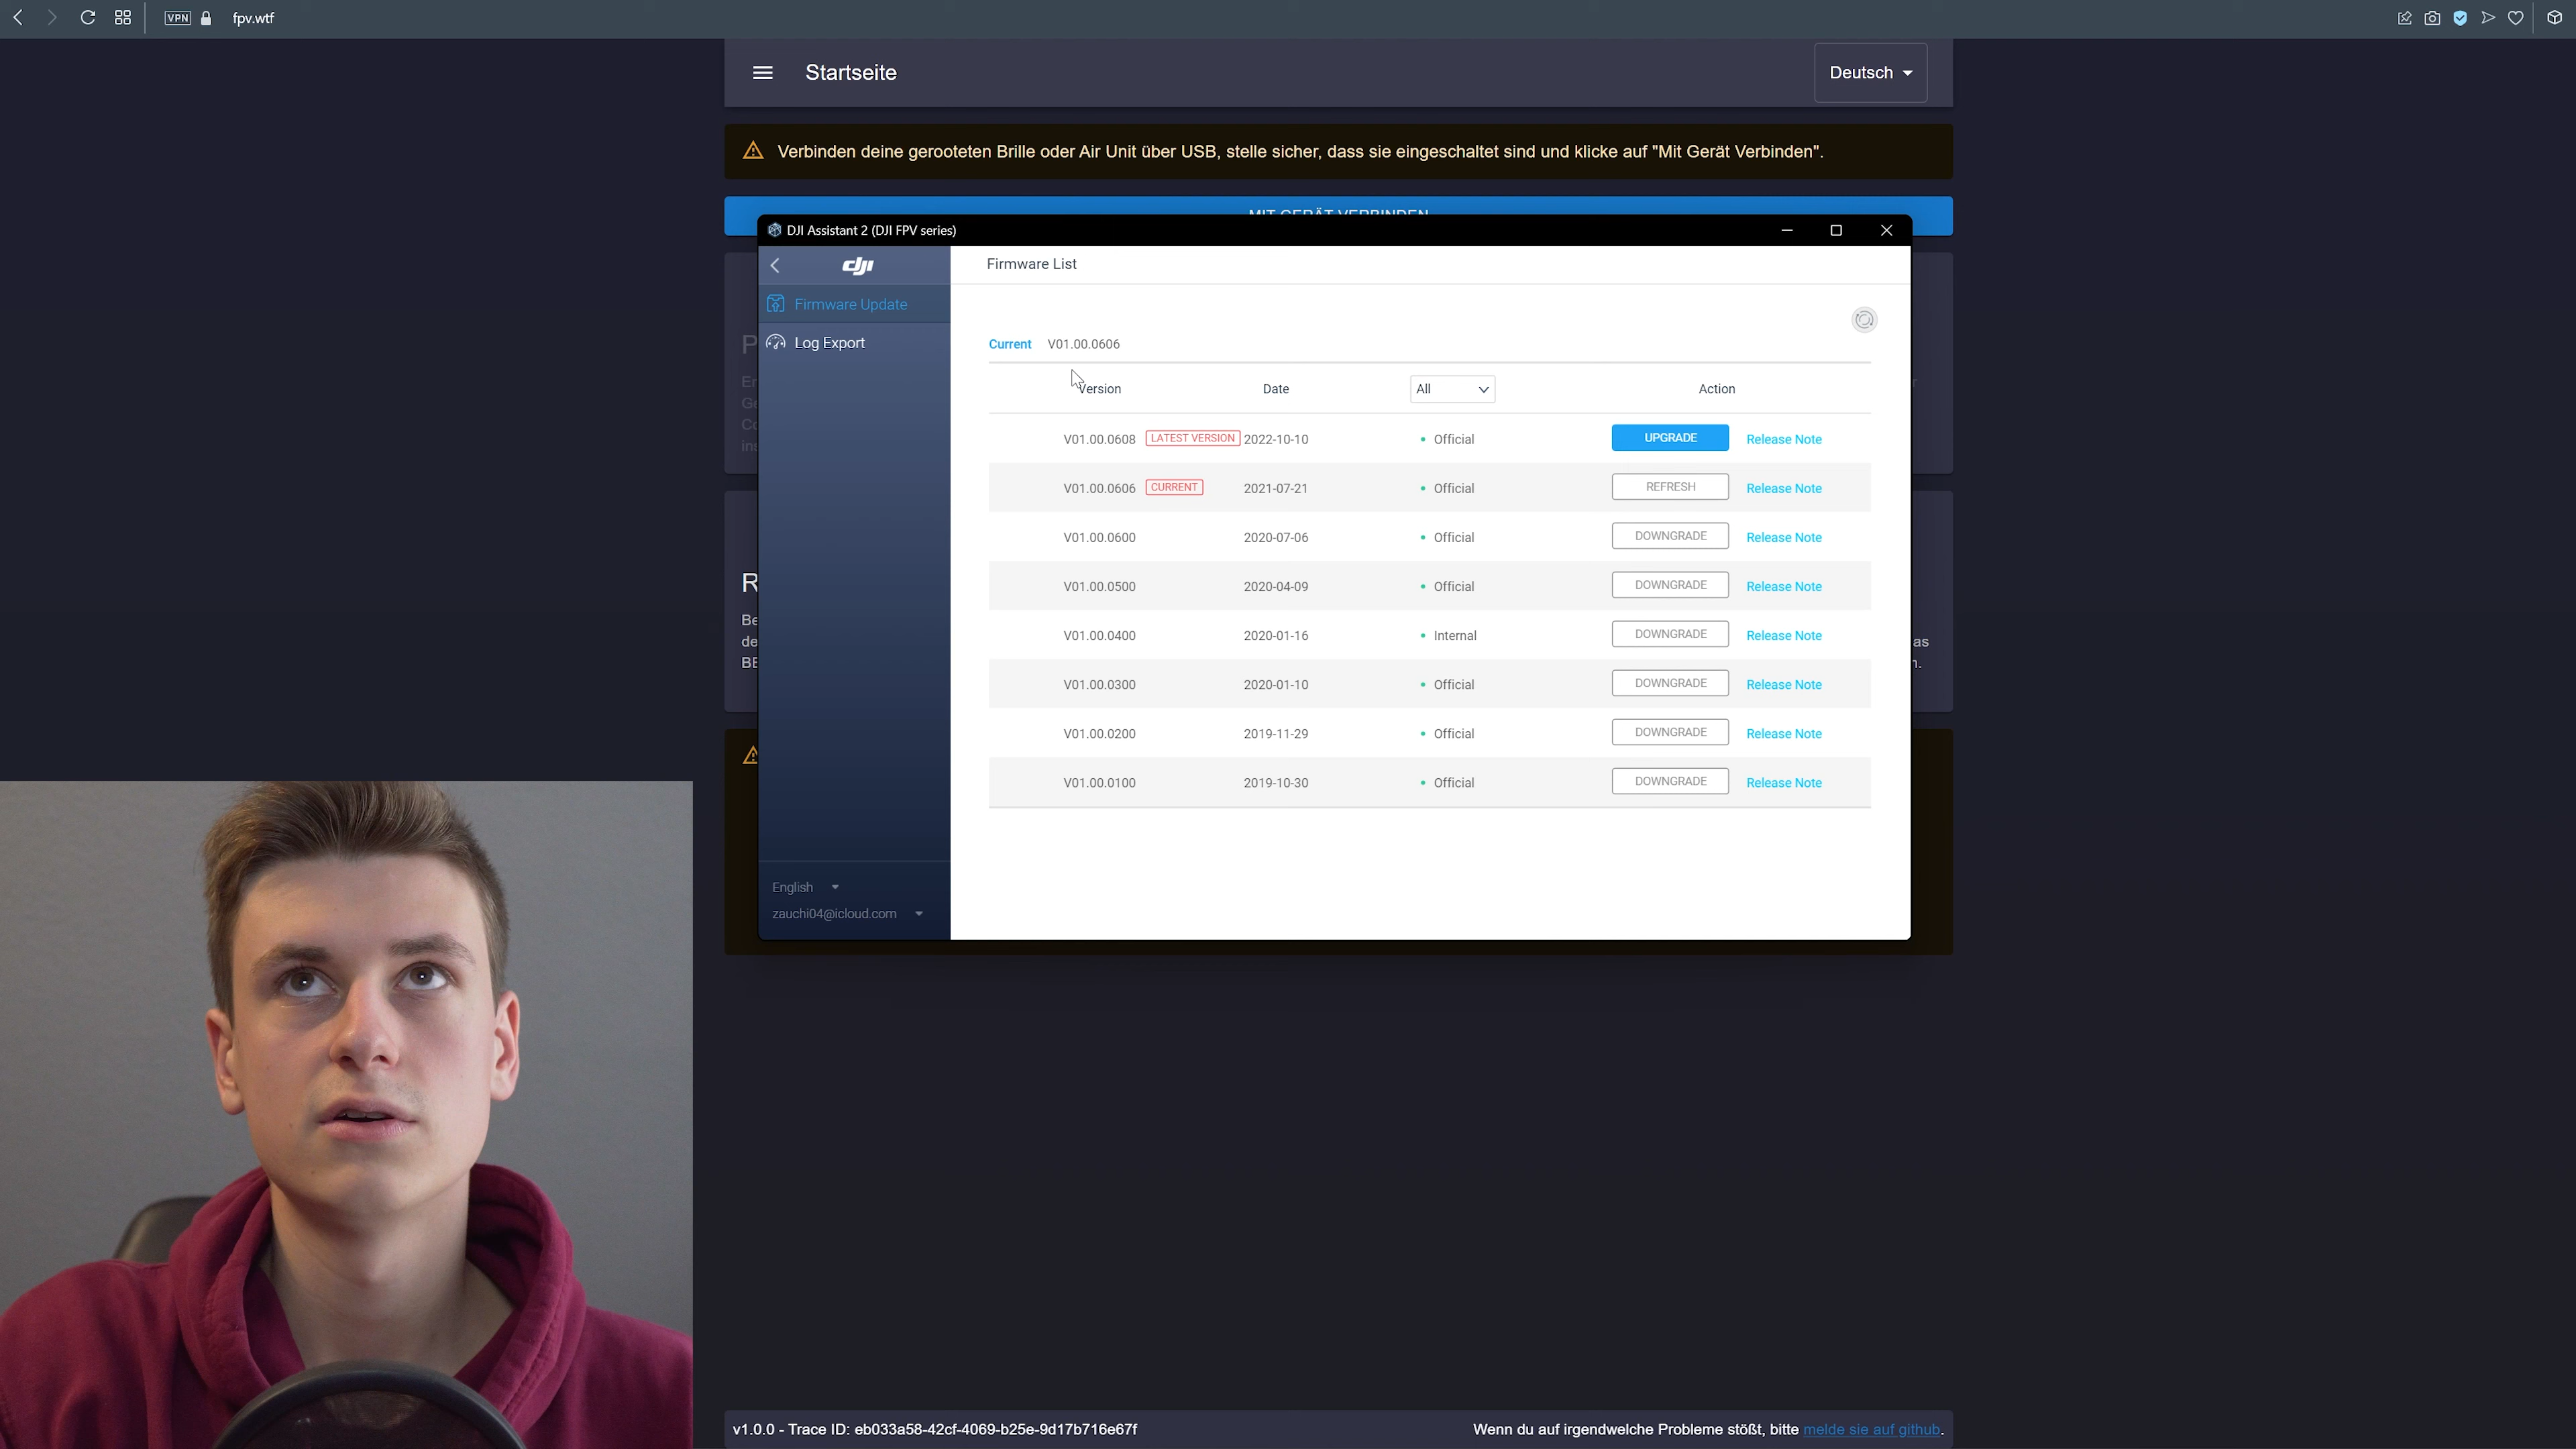 VPN fpv.wtf
Startseite
Deutsch
Verbinden deine gerooteten Brille oder Air Unit über USB, stelle sicher, dass sie eingeschaltet sind und klicke auf "Mit Gerät Verbinden".
MIT GERÄT VERBINDEN
DJI Assistant 2 (DJI FPV series)
dji
Firmware List
Firmware Update
Log Export
Current V01.00.0606
Version Date All Action
V01.00.0608 LATEST VERSION 2022-10-10 Official UPGRADE Release Note
V01.00.0606 CURRENT 2021-07-21 Official REFRESH Release Note
V01.00.0600 2020-07-06 Official DOWNGRADE Release Note
V01.00.0500 2020-04-09 Official DOWNGRADE Release Note
V01.00.0400 2020-01-16 Internal DOWNGRADE Release Note
V01.00.0300 2020-01-10 Official DOWNGRADE Release Note
V01.00.0200 2019-11-29 Official DOWNGRADE Release Note
V01.00.0100 2019-10-30 Official DOWNGRADE Release Note
English
zauchi04@icloud.com
v1.0.0 - Trace ID: eb033a58-42cf-4069-b25e-9d17b716e67f
Wenn du auf irgendwelche Probleme stößt, bitte melde sie auf github.